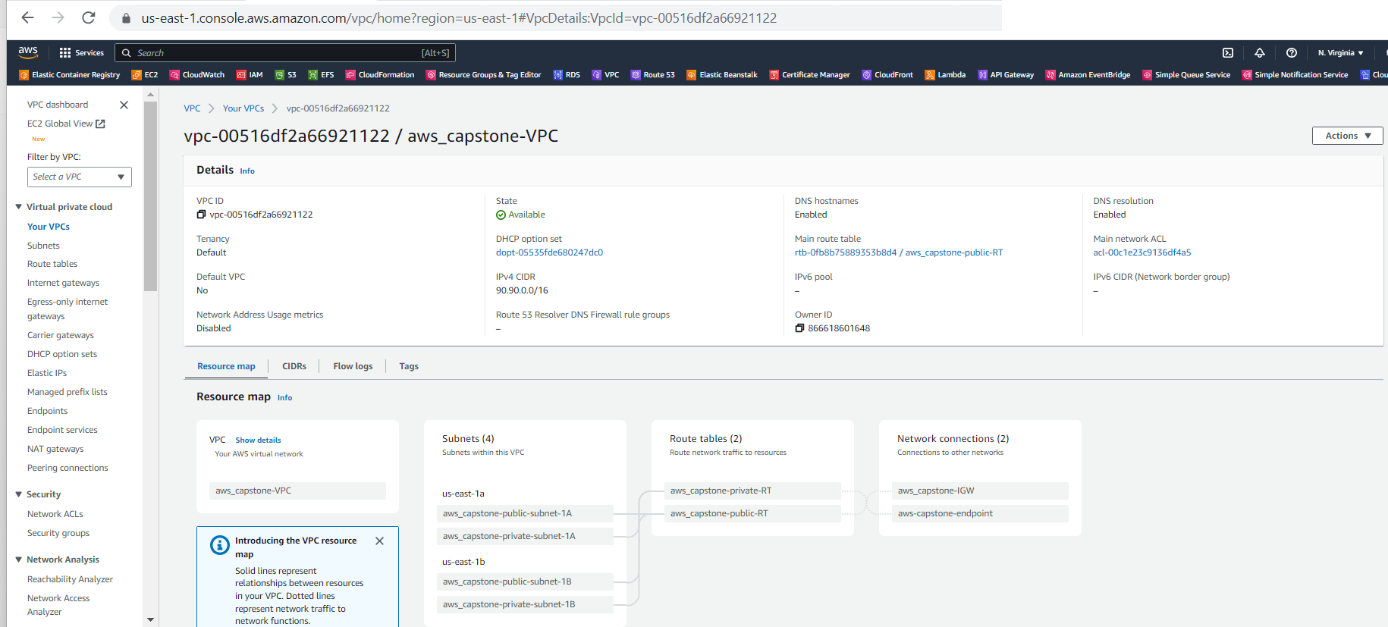 us-east-1.console.aws.amazon.com/vpc/home?region=us-east-1#VpcDetails:VpcId=vpc-00516df2a66921122
aws Services Search [Alt+S] N. Virginia
Elastic Container Registry EC2 CloudWatch IAM S3 EFS CloudFormation Resource Groups & Tag Editor RDS VPC Route 53 Elastic Beanstalk Certificate Manager CloudFront Lambda API Gateway Amazon EventBridge Simple Queue Service Simple Notification Service Clou
VPC dashboard
EC2 Global View
New
Filter by VPC:
Select a VPC
Virtual private cloud
Your VPCs
Subnets
Route tables
Internet gateways
Egress-only internet
gateways
Carrier gateways
DHCP option sets
Elastic IPs
Managed prefix lists
Endpoints
Endpoint services
NAT gateways
Peering connections
Security
Network ACLs
Security groups
Network Analysis
Reachability Analyzer
Network Access
Analyzer
VPC > Your VPCs > vpc-00516df2a66921122
vpc-00516df2a66921122 / aws_capstone-VPC
Actions
Details Info
VPC ID
vpc-00516df2a66921122
State
Available
DNS hostnames
Enabled
DNS resolution
Enabled
Tenancy
Default
DHCP option set
dopt-05535fde680247dc0
Main route table
rtb-0fb8b75889353b8d4 / aws_capstone-public-RT
Main network ACL
acl-00c1e23c9136df4a5
Default VPC
No
IPv4 CIDR
90.90.0.0/16
IPv6 pool
–
IPv6 CIDR (Network border group)
–
Network Address Usage metrics
Disabled
Route 53 Resolver DNS Firewall rule groups
–
Owner ID
866618601648
Resource map CIDRs Flow logs Tags
Resource map Info
VPC Show details
Your AWS virtual network
aws_capstone-VPC
Introducing the VPC resource
map
Solid lines represent
relationships between resources
in your VPC. Dotted lines
represent network traffic to
network functions.
Subnets (4)
Subnets within this VPC
us-east-1a
aws_capstone-public-subnet-1A
aws_capstone-private-subnet-1A
us-east-1b
aws_capstone-public-subnet-1B
aws_capstone-private-subnet-1B
Route tables (2)
Route network traffic to resources
aws_capstone-private-RT
aws_capstone-public-RT
Network connections (2)
Connections to other networks
aws_capstone-IGW
aws-capstone-endpoint